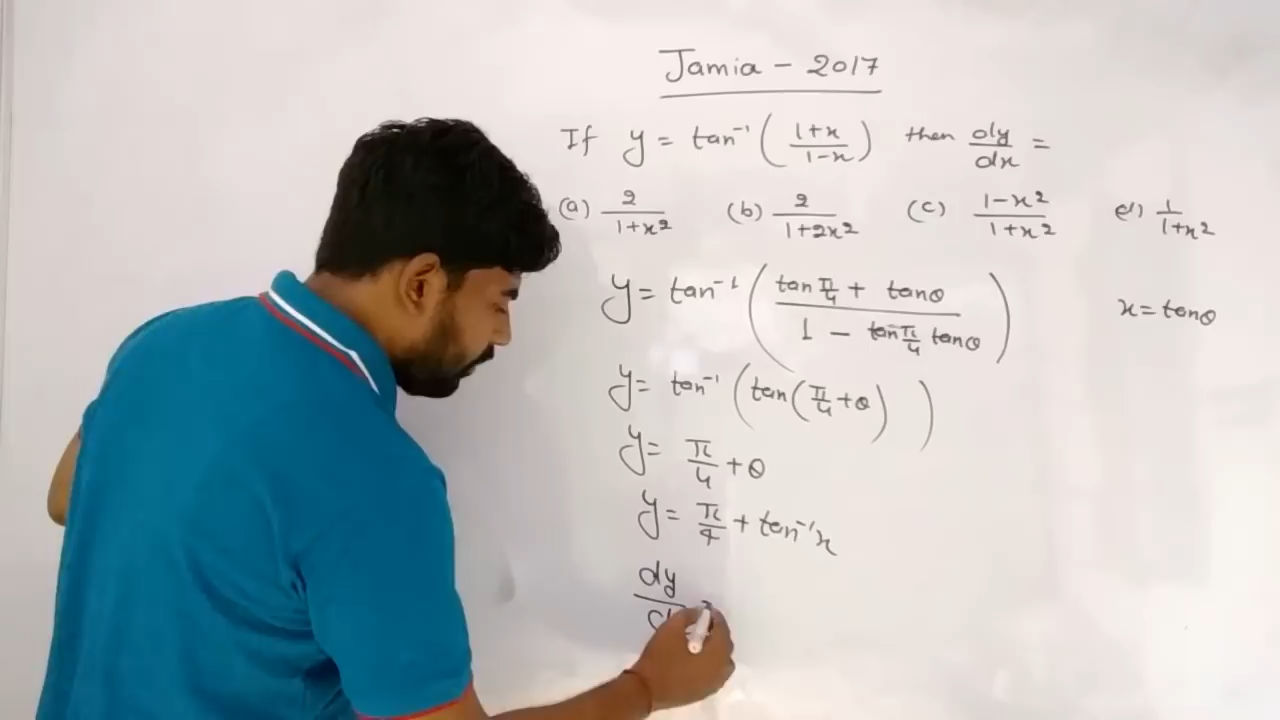 Jamia - 2017
If y = tan⁻¹ ( (1+x)/(1-x) ) then dy/dx =
(a) 2/(1+x²) (b) 2/(1+2x²) (c) (1-x²)/(1+x²) (d) 1/(1+x²)
y = tan⁻¹ ( (tan π/4 + tanθ)/(1 - tan π/4 tanθ) ) x = tanθ
y = tan⁻¹ ( tan( π/4 + θ ) )
y = π/4 + θ
y = π/4 + tan⁻¹x
dy/d